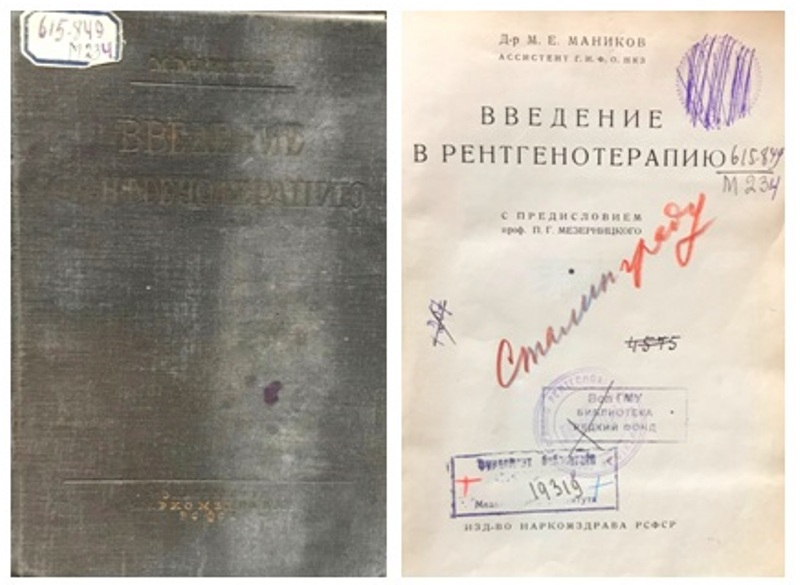 615.849
М 234
ВВЕДЕНИЕ
Д-р М. Е. МАНИКОВ
АССИСТЕНТ Г. И. Ф. О. НКЗ
ВВЕДЕНИЕ
В РЕНТГЕНОТЕРАПИЮ
615.849
М 234
С ПРЕДИСЛОВИЕМ
проф. П. Г. МЕЗЕРНИЦКОГО
Сталинграду
4575
ВолГМУ
БИБЛИОТЕКА
РЕДКИЙ ФОНД
19319
ИЗД-ВО НАРКОМЗДРАВА РСФСР